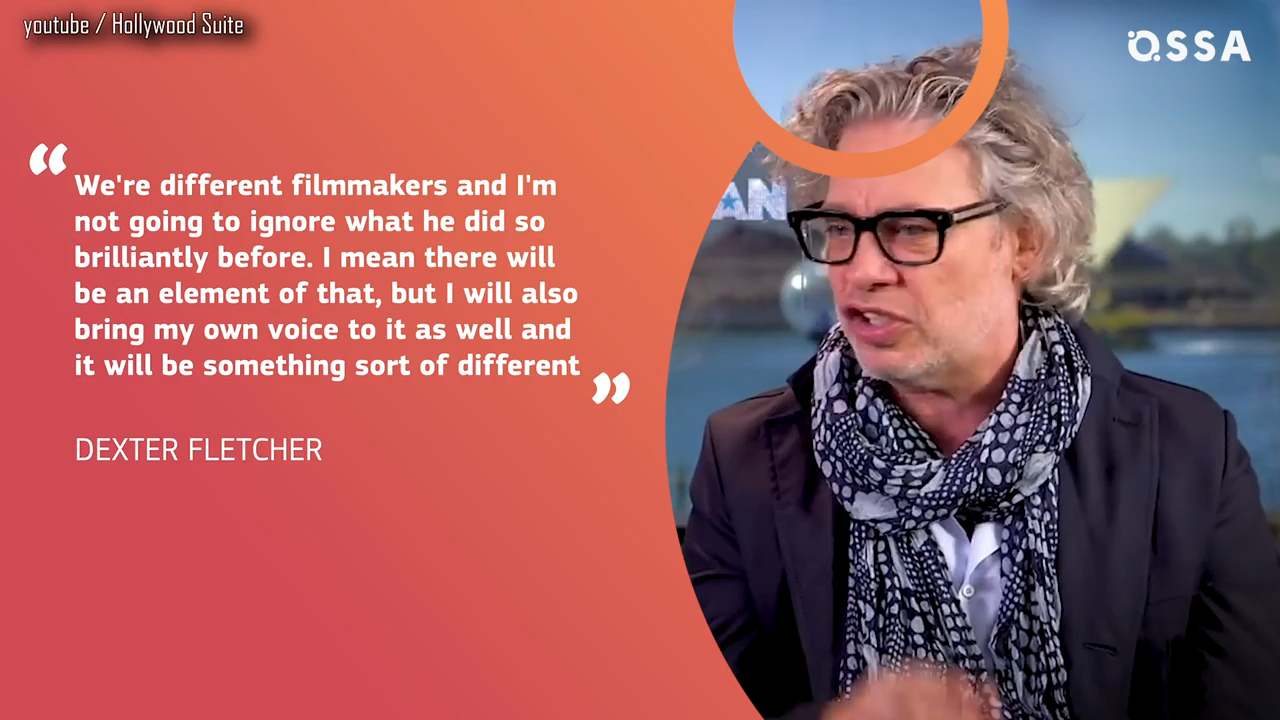 youtube / Hollywood Suite
OSSA
AN
“
We're different filmmakers and I'm
not going to ignore what he did so
brilliantly before. I mean there will
be an element of that, but I will also
bring my own voice to it as well and
it will be something sort of different
”
DEXTER FLETCHER